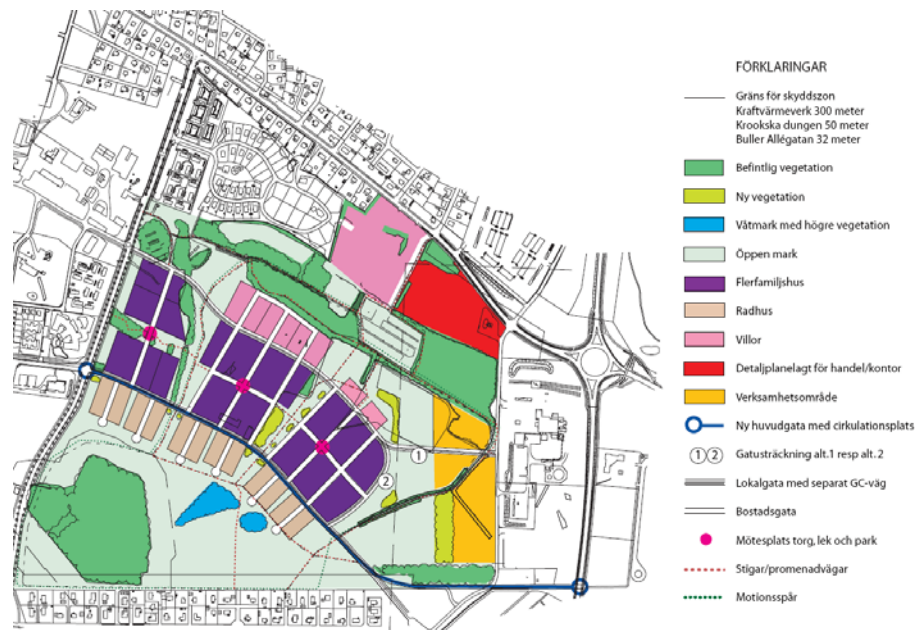 FÖRKLARINGAR
Gräns för skyddszon
Kraftvärmeverk 300 meter
Krookska dungen 50 meter
Buller Allégatan 32 meter
Befintlig vegetation
Ny vegetation
Våtmark med högre vegetation
Öppen mark
Flerfamiljshus
Radhus
Villor
Detaljplanelagt för handel/kontor
Verksamhetsområde
Ny huvudgata med cirkulationsplats
1 2 Gatusträckning alt.1 resp alt. 2
Lokalgata med separat GC-väg
Bostadsgata
Mötesplats torg, lek och park
Stigar/promenadvägar
Motionsspår
1
2